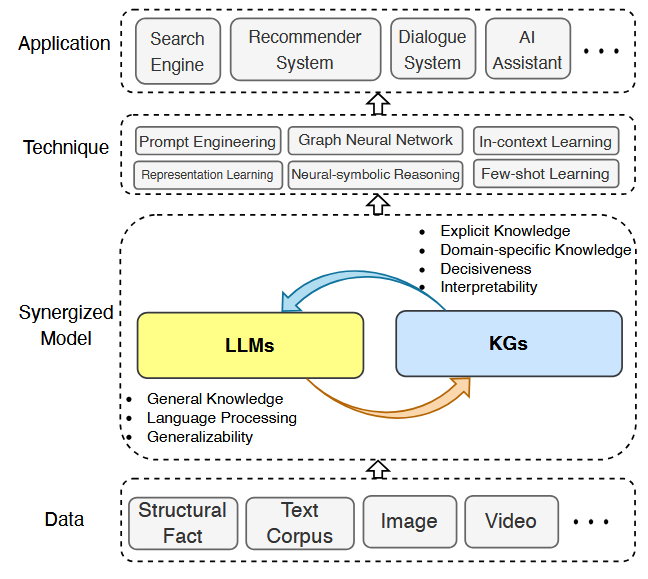 Application
Search
Engine
Recommender
System
Dialogue
System
AI
Assistant
Technique
Prompt Engineering
Graph Neural Network
In-context Learning
Representation Learning
Neural-symbolic Reasoning
Few-shot Learning
Synergized
Model
• Explicit Knowledge
• Domain-specific Knowledge
• Decisiveness
• Interpretability
LLMs
KGs
• General Knowledge
• Language Processing
• Generalizability
Data
Structural
Fact
Text
Corpus
Image
Video